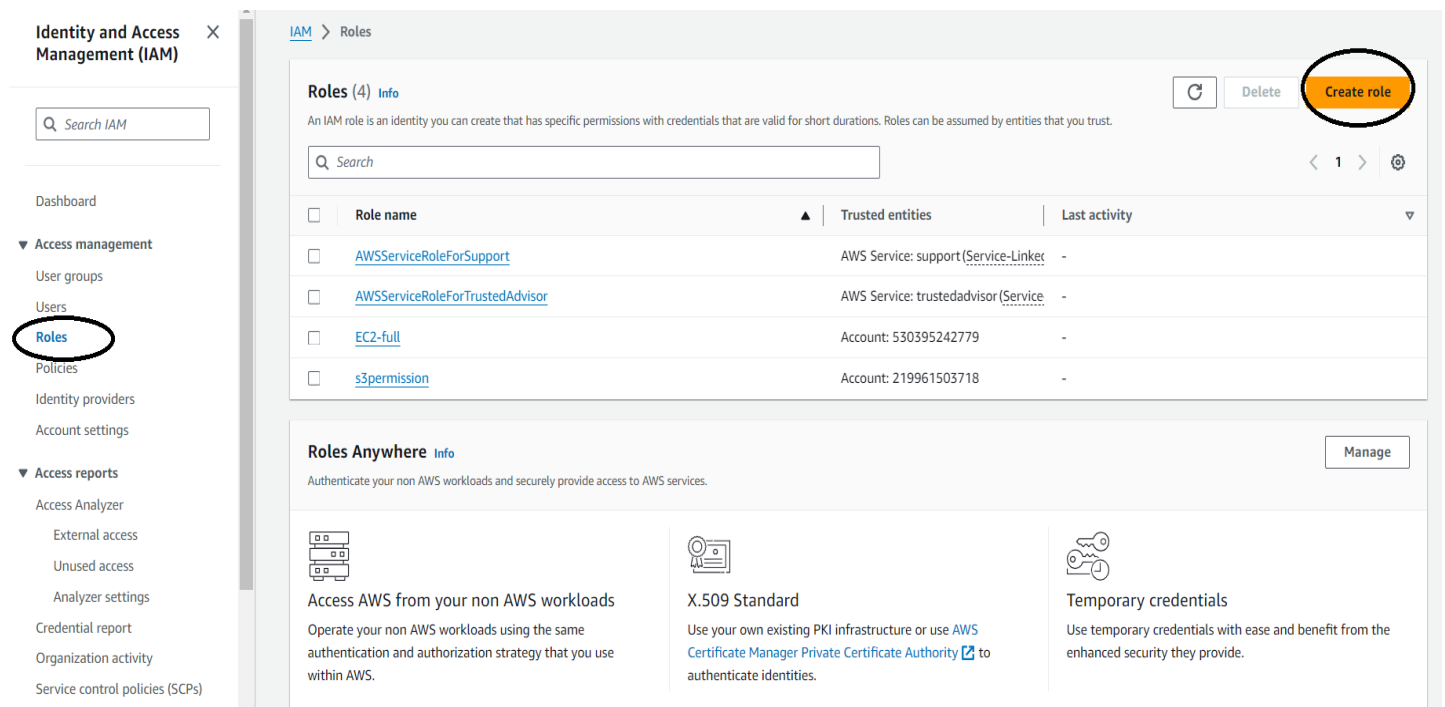 Identity and Access
Management (IAM)
Search IAM
Dashboard
Access management
User groups
Users
Roles
Policies
Identity providers
Account settings
Access reports
Access Analyzer
External access
Unused access
Analyzer settings
Credential report
Organization activity
Service control policies (SCPs)
IAM > Roles
Roles (4) Info
Delete
Create role
An IAM role is an identity you can create that has specific permissions with credentials that are valid for short durations. Roles can be assumed by entities that you trust.
Search
1
Role name Trusted entities Last activity
AWSServiceRoleForSupport AWS Service: support (Service-Linked -
AWSServiceRoleForTrustedAdvisor AWS Service: trustedadvisor (Service -
EC2-full Account: 530395242779 -
s3permission Account: 219961503718 -
Roles Anywhere Info
Manage
Authenticate your non AWS workloads and securely provide access to AWS services.
Access AWS from your non AWS workloads
Operate your non AWS workloads using the same
authentication and authorization strategy that you use
within AWS.
X.509 Standard
Use your own existing PKI infrastructure or use AWS
Certificate Manager Private Certificate Authority to
authenticate identities.
Temporary credentials
Use temporary credentials with ease and benefit from the
enhanced security they provide.